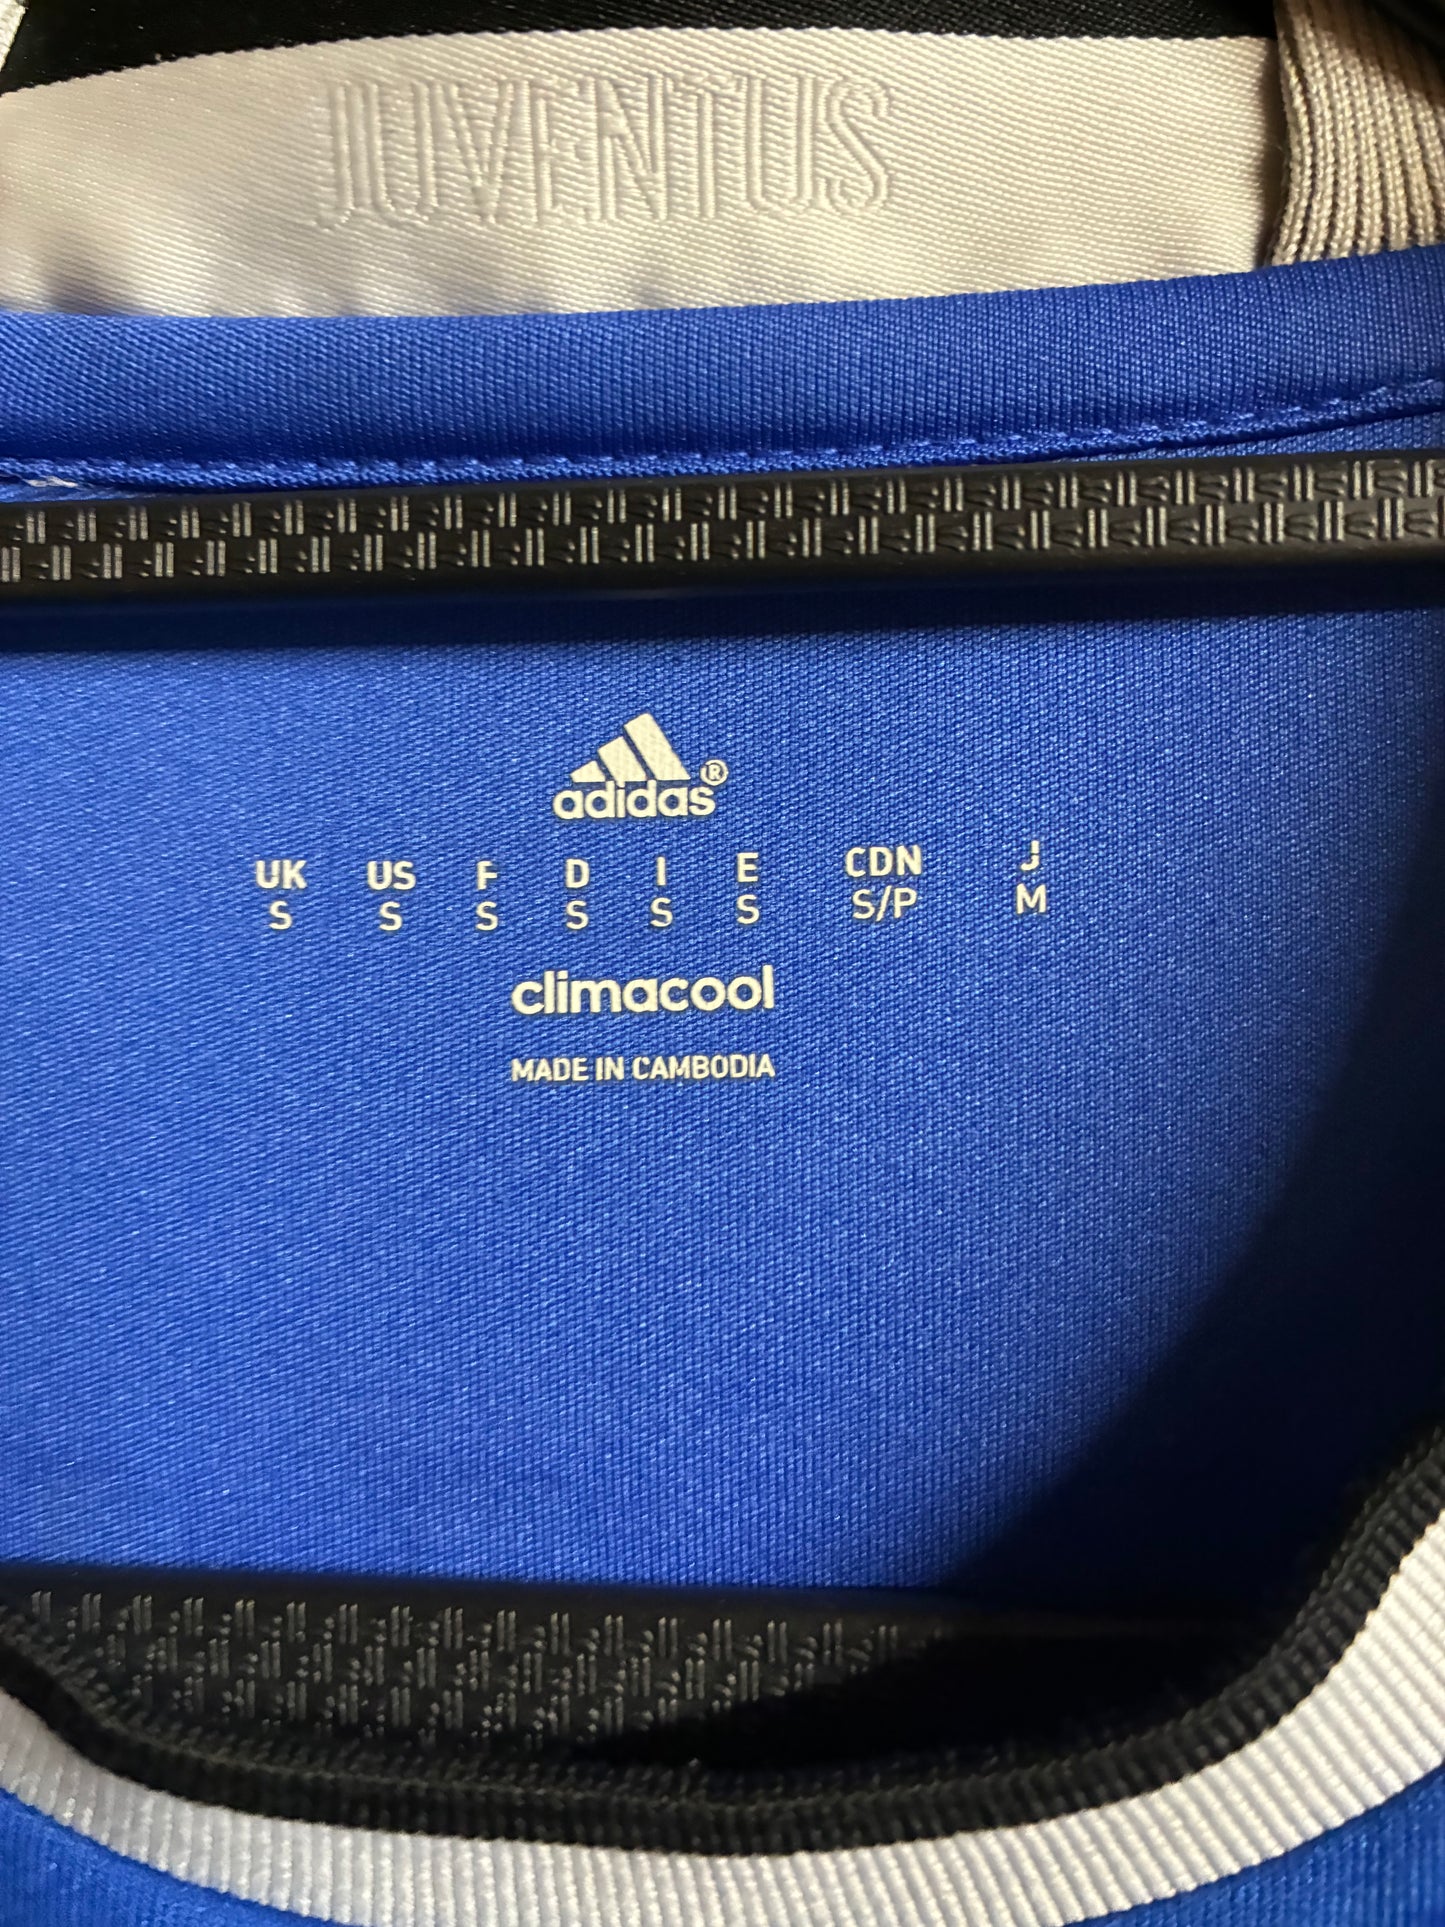 JUVENTUS
adidas®
UK US F D I E CDN J
S S S S S S S/P M
climacool
MADE IN CAMBODIA